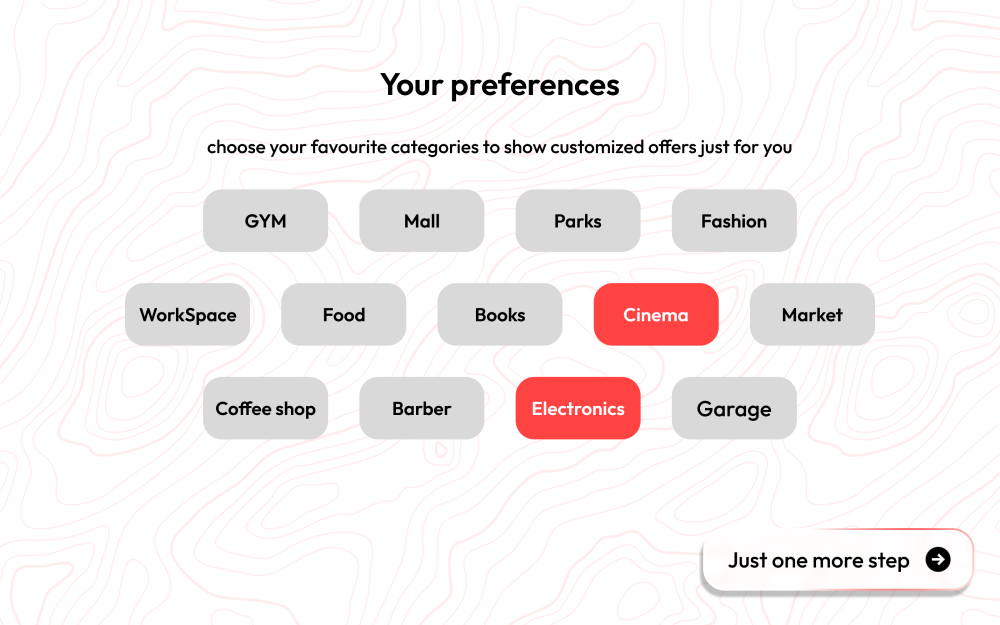 Your preferences
choose your favourite categories to show customized offers just for you
GYM Mall Parks Fashion
WorkSpace Food Books Cinema Market
Coffee shop Barber Electronics Garage
Just one more step